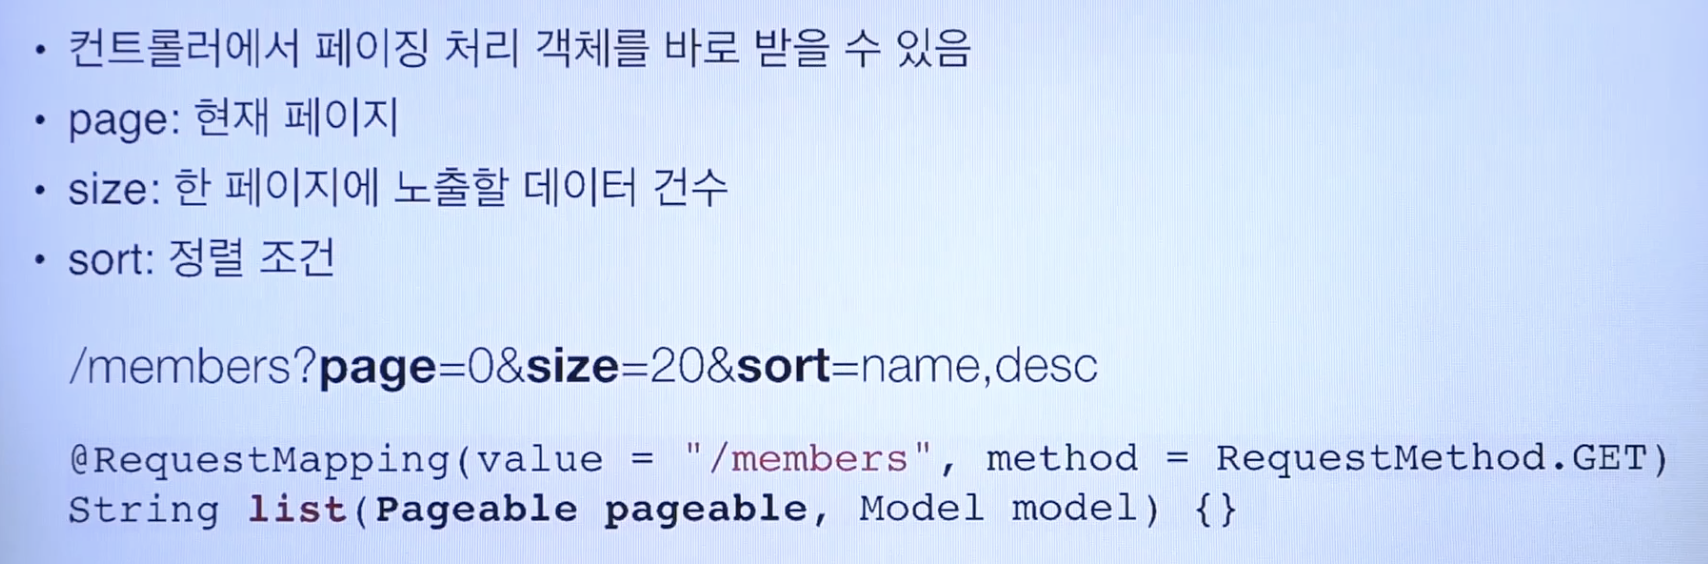 • 컨트롤러에서 페이징 처리 객체를 바로 받을 수 있음
• page: 현재 페이지
• size: 한 페이지에 노출할 데이터 건수
• sort: 정렬 조건
/members?page=0&size=20&sort=name,desc
@RequestMapping(value = "/members", method = RequestMethod.GET)
String list(Pageable pageable, Model model) {}